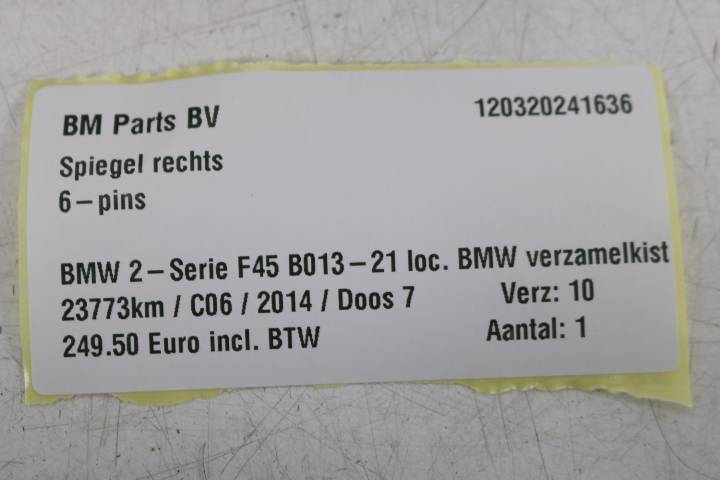 BM Parts BV 120320241636
Spiegel rechts
6-pins
BMW 2-Serie F45 B013-21 loc. BMW verzamelkist
23773km / C06 / 2014 / Doos 7 Verz: 10
249.50 Euro incl. BTW Aantal: 1